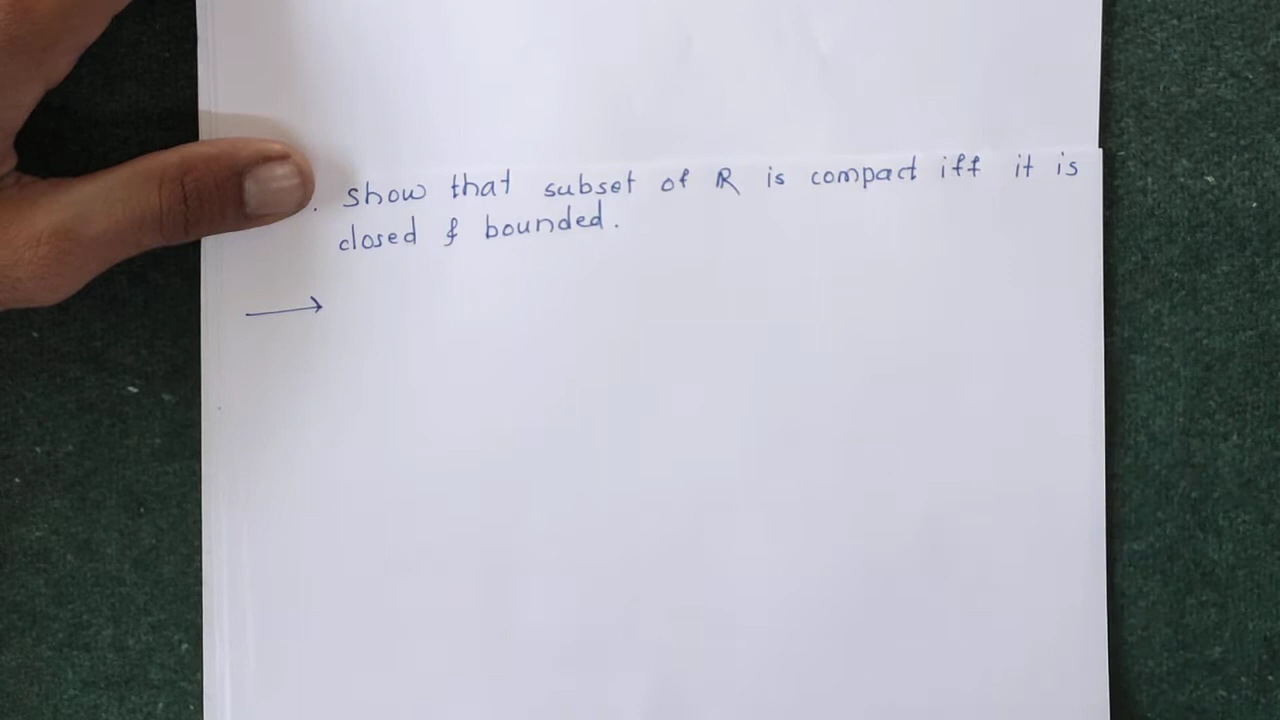 . show that subset of ℝ is compact iff it is
closed & bounded.